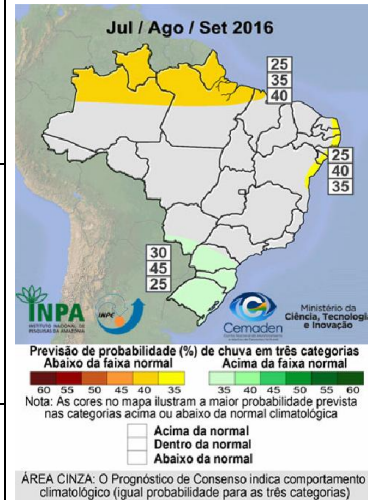 Jul / Ago / Set 2016
25
35
40
25
40
35
30
45
25
INPA
INSTITUTO NACIONAL DE
PESQUISAS DA AMAZÔNIA
INPE
Cemaden
Ministério da
Ciência, Tecnologia
e Inovação
Previsão de probabilidade (%) de chuva em três categorias
Abaixo da faixa normal Acima da faixa normal
60 55 50 45 40 35 35 40 45 50 55 60
Nota: As cores no mapa ilustram a maior probabilidade prevista
nas categorias acima ou abaixo da normal climatológica
Acima da normal
Dentro da normal
Abaixo da normal
ÁREA CINZA: O Prognóstico de Consenso indica comportamento
climatológico (igual probabilidade para as três categorias)